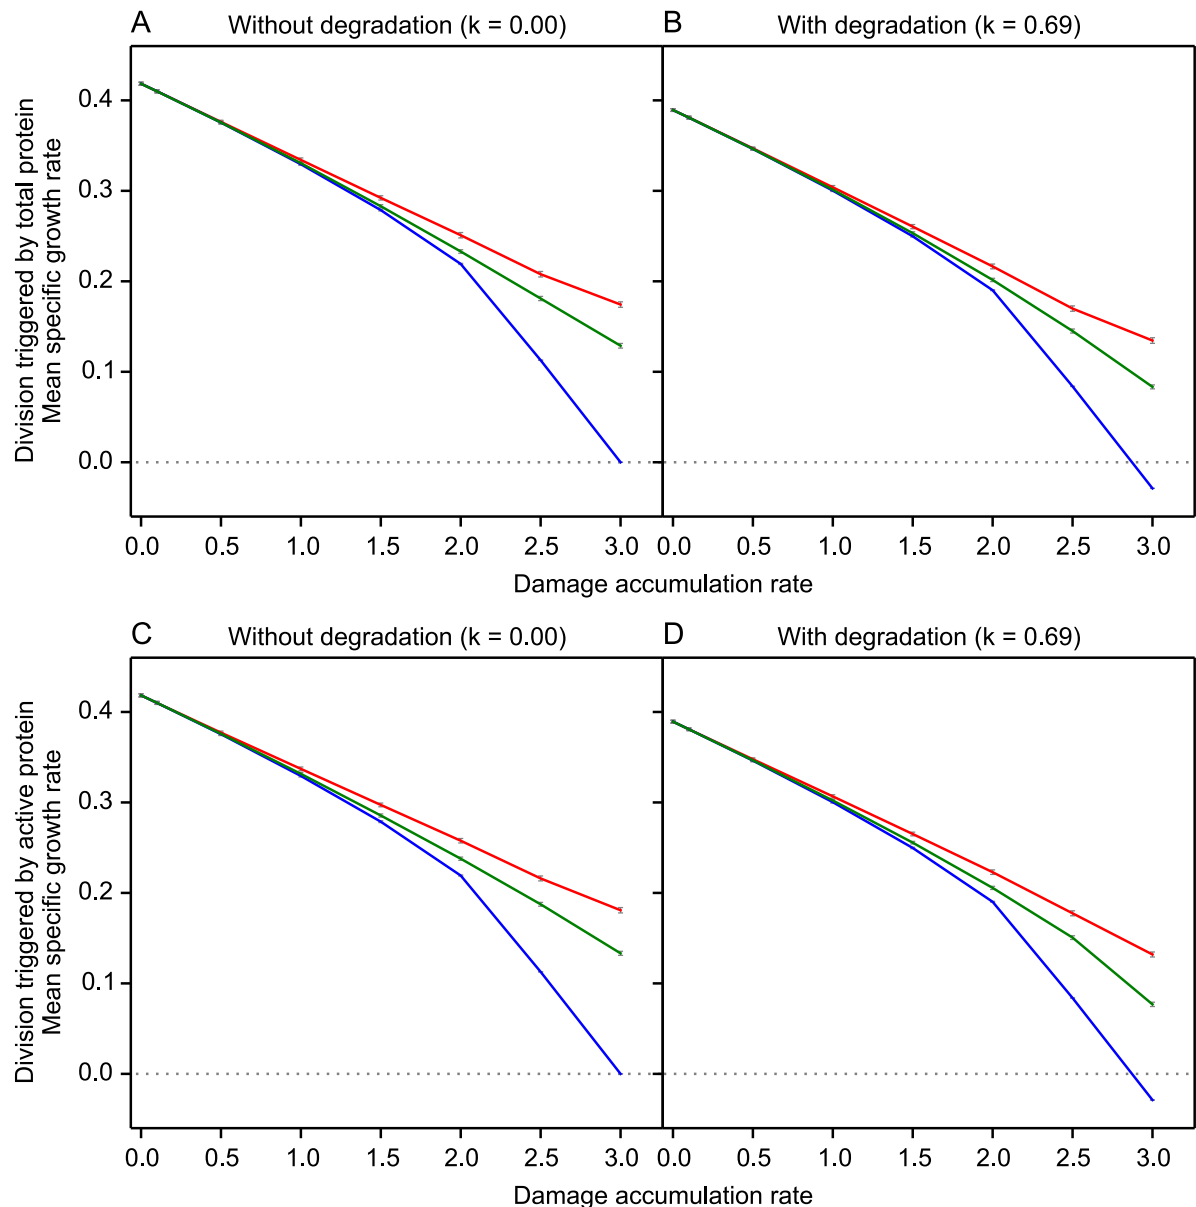 A
Without degradation (k = 0.00)
B
With degradation (k = 0.69)
Division triggered by total protein
Mean specific growth rate
0.4
0.3
0.2
0.1
0.0
0.0 0.5 1.0 1.5 2.0 2.5 3.0
0.0 0.5 1.0 1.5 2.0 2.5 3.0
Damage accumulation rate
C
Without degradation (k = 0.00)
D
With degradation (k = 0.69)
Division triggered by active protein
Mean specific growth rate
0.4
0.3
0.2
0.1
0.0
0.0 0.5 1.0 1.5 2.0 2.5 3.0
0.0 0.5 1.0 1.5 2.0 2.5 3.0
Damage accumulation rate